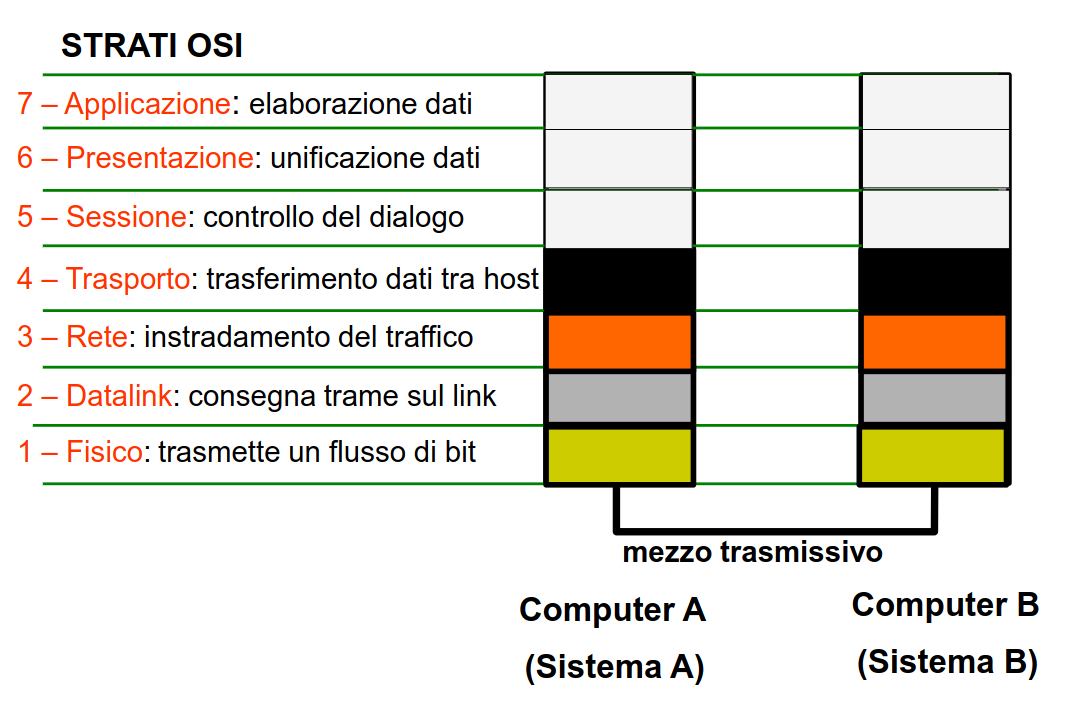 STRATI OSI
7 – Applicazione: elaborazione dati
6 – Presentazione: unificazione dati
5 – Sessione: controllo del dialogo
4 – Trasporto: trasferimento dati tra host
3 – Rete: instradamento del traffico
2 – Datalink: consegna trame sul link
1 – Fisico: trasmette un flusso di bit
mezzo trasmissivo
Computer A
(Sistema A)
Computer B
(Sistema B)